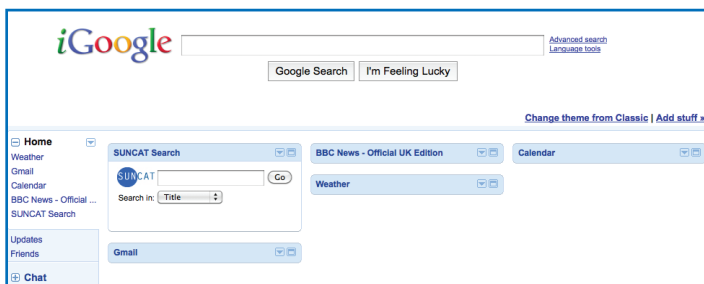 iGoogle
Advanced search
Language tools
Google Search I'm Feeling Lucky
Change theme from Classic | Add stuff »
Home
Weather
Gmail
Calendar
BBC News - Official ...
SUNCAT Search
Updates
Friends
Chat
SUNCAT Search
SUNCAT Go
Search in: Title
Gmail
BBC News - Official UK Edition
Weather
Calendar